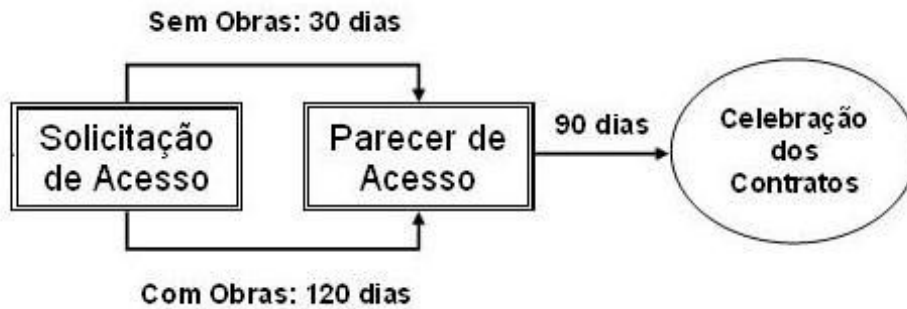 Sem Obras: 30 dias
Solicitação
de Acesso
Parecer de
Acesso
90 dias
Celebração
dos
Contratos
Com Obras: 120 dias